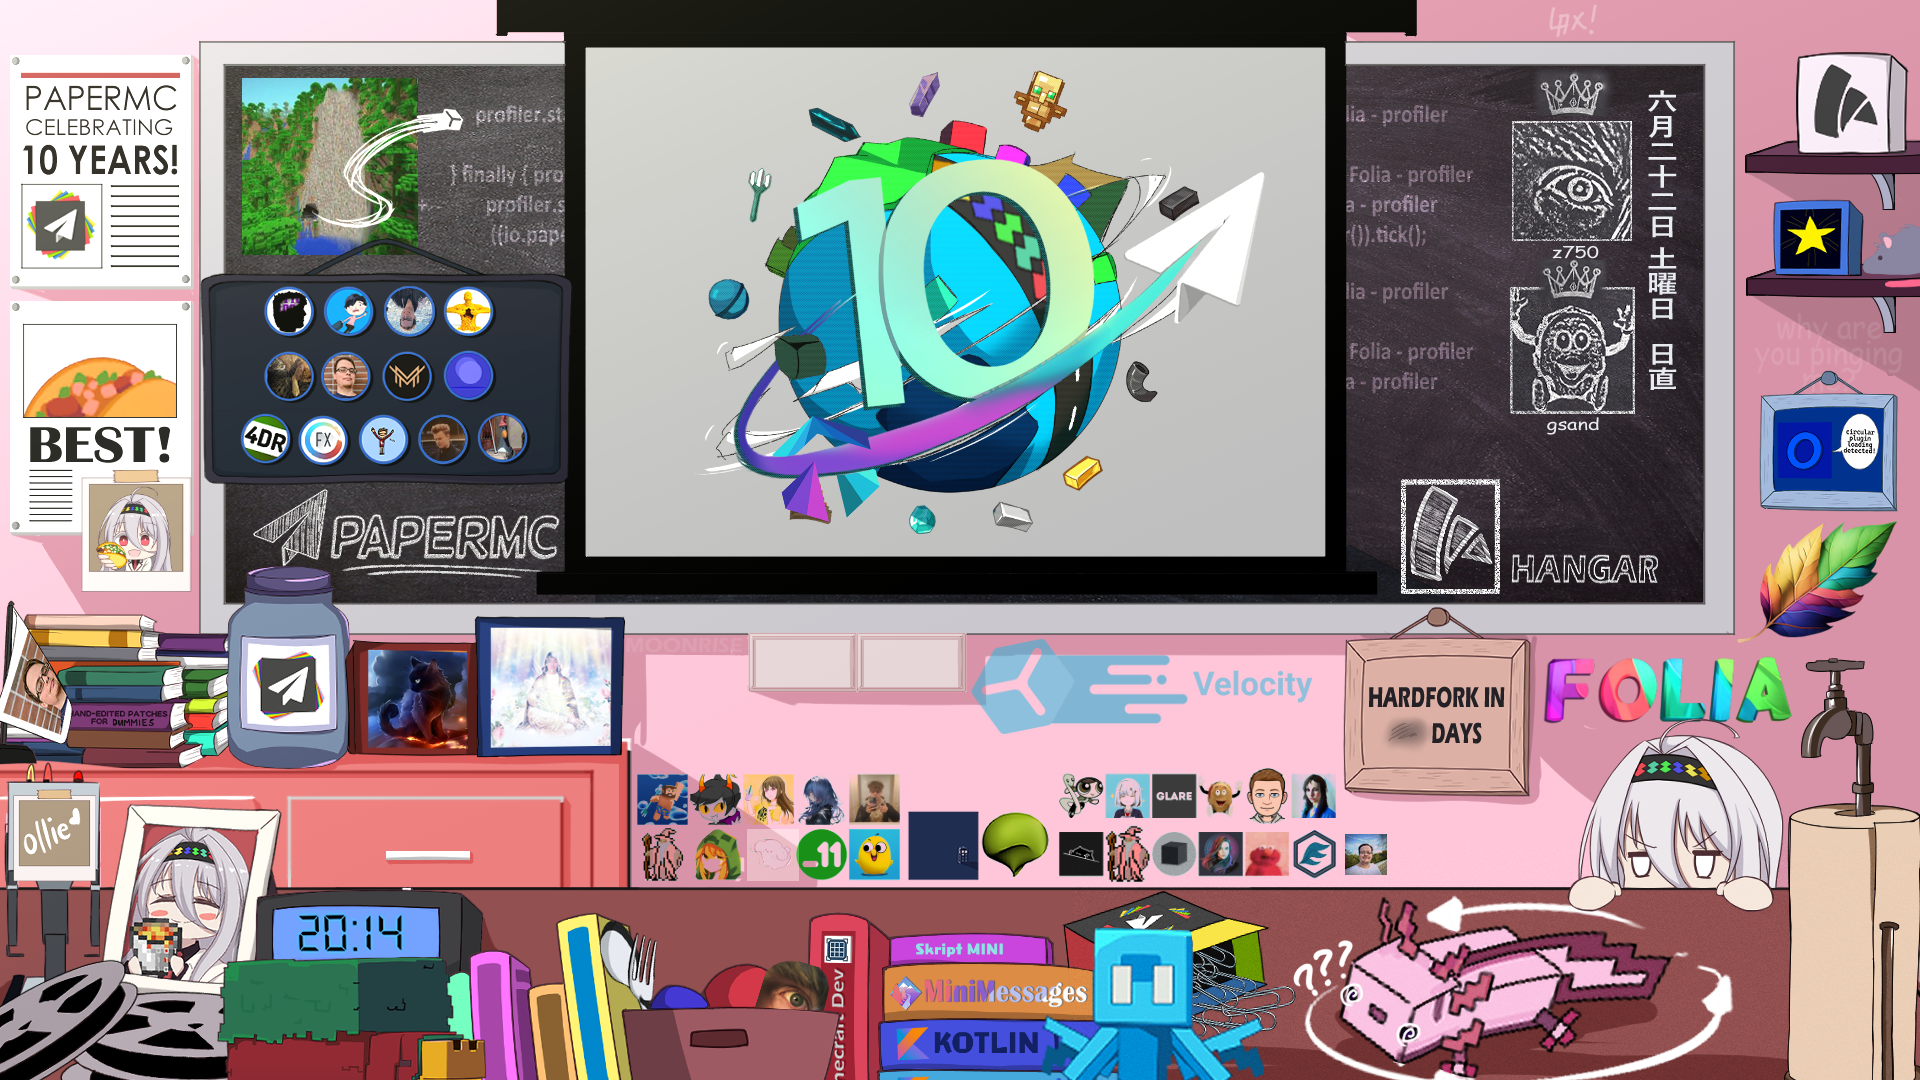 PAPERMC
CELEBRATING
10 YEARS!
BEST!
profiler.st
} finally { pro
profiler.s
((io.pape
4DR
FX
PAPERMC
10
lia - profiler
Folia - profiler
a - profiler
r()).tick();
lia - profiler
Folia - profiler
a - profiler
z750
gsand
六月二十二日 土曜日 日直
HANGAR
why are
you pinging
circular
plugin
loading
detected!
HAND-EDITED PATCHES
FOR DUMMIES
MOONRISE
Velocity
HARDFORK IN
DAYS
FOLIA
Ollie
GLARE
-11
20:14
Skript MINI
MiniMessages
KOTLIN
necraft Dev
???